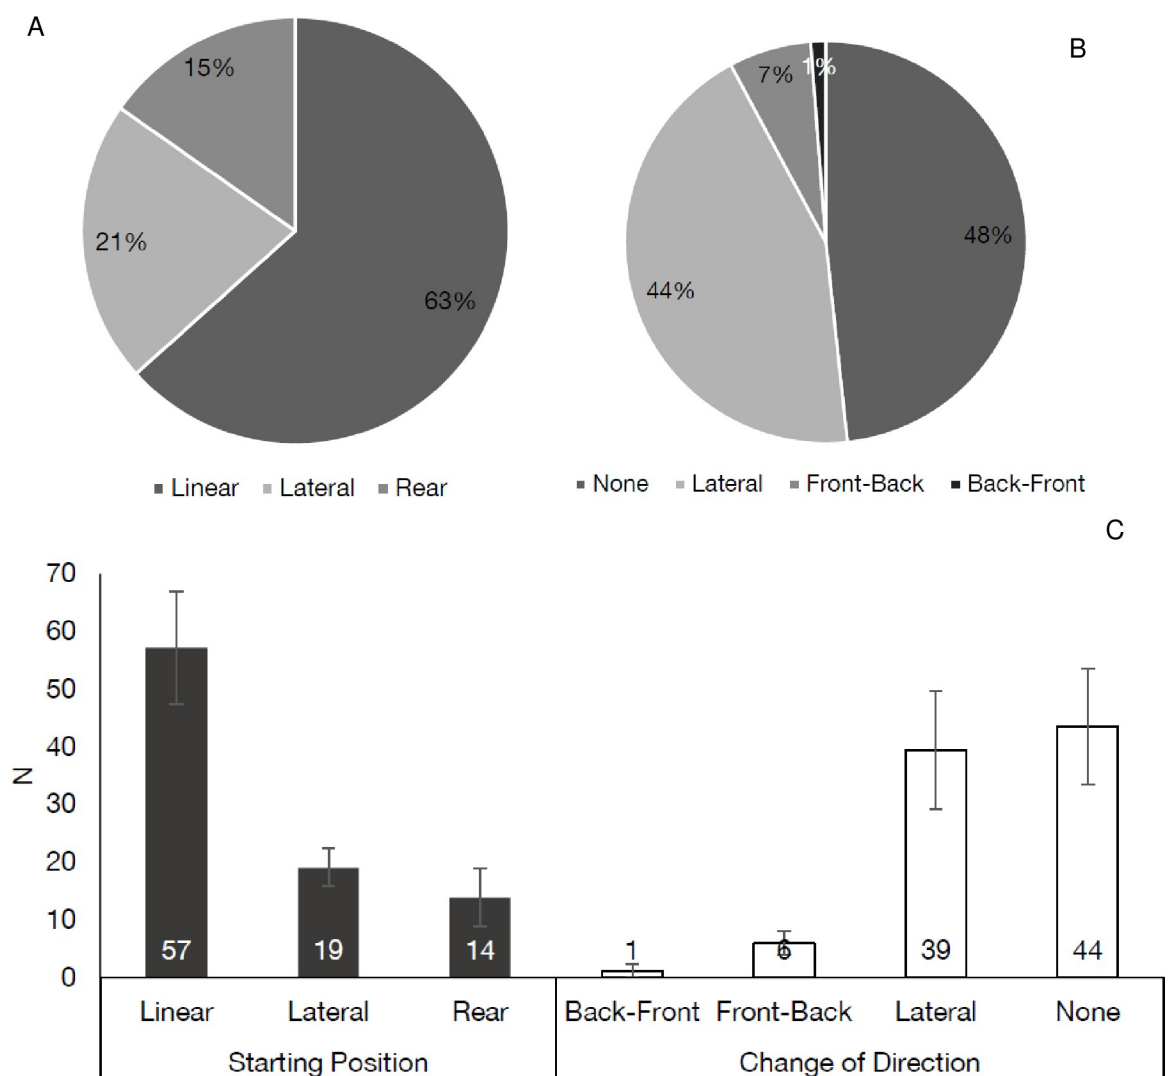 A
B
15%
21%
63%
7%
1%
44%
48%
Linear Lateral Rear
None Lateral Front-Back Back-Front
C
70
60
50
40
30
20
10
0
N
57 19 14 1 6 39 44
Linear Lateral Rear Back-Front Front-Back Lateral None
Starting Position Change of Direction